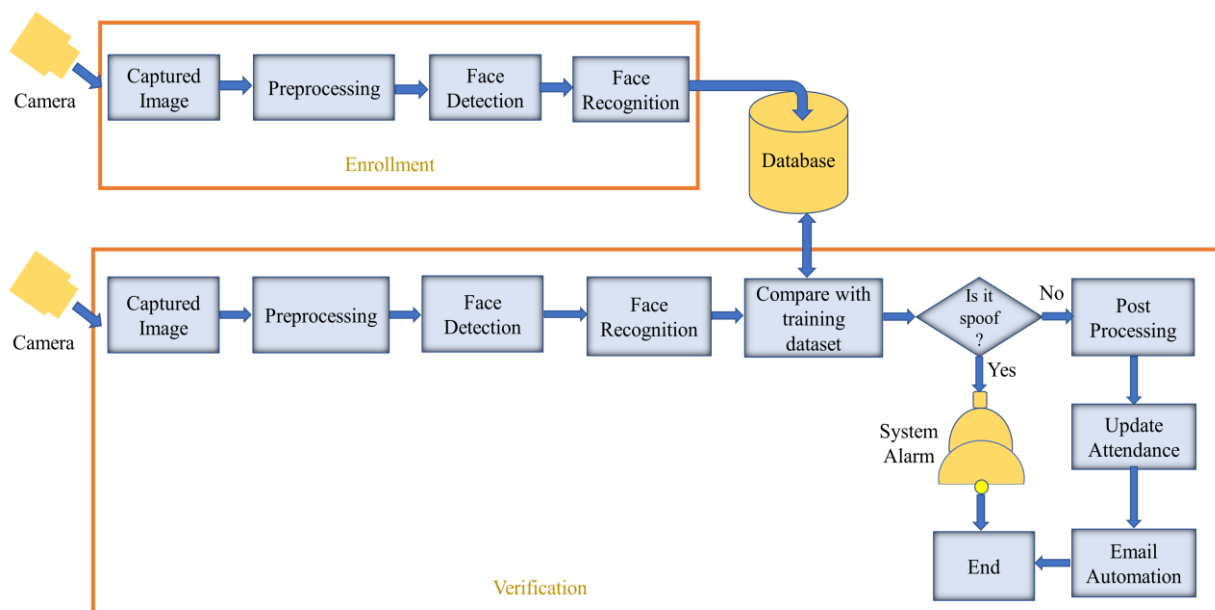 Camera
Captured
Image
Preprocessing
Face
Detection
Face
Recognition
Enrollment
Database
Camera
Captured
Image
Preprocessing
Face
Detection
Face
Recognition
Compare with
training
dataset
Is it
spoof
?
No
Yes
Post
Processing
System
Alarm
Update
Attendance
End
Email
Automation
Verification